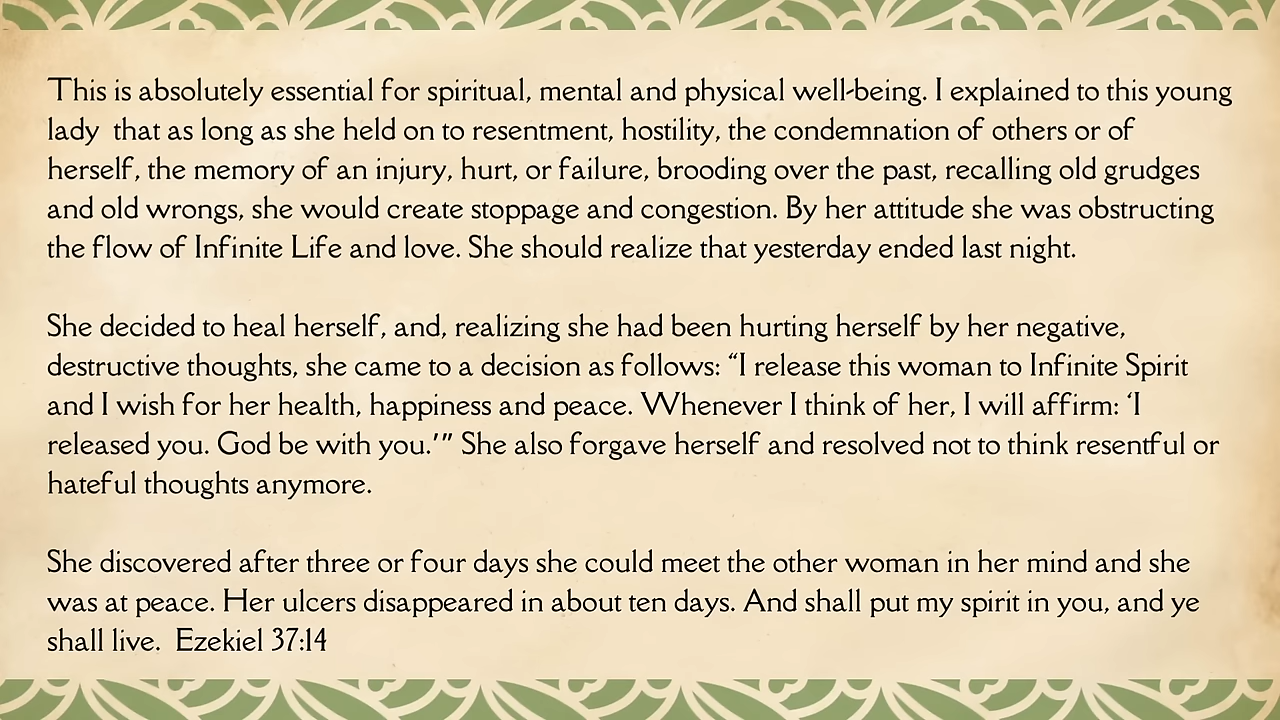 This is absolutely essential for spiritual, mental and physical well-being. I explained to this young
lady  that as long as she held on to resentment, hostility, the condemnation of others or of
herself, the memory of an injury, hurt, or failure, brooding over the past, recalling old grudges
and old wrongs, she would create stoppage and congestion. By her attitude she was obstructing
the flow of Infinite Life and love. She should realize that yesterday ended last night.

She decided to heal herself, and, realizing she had been hurting herself by her negative,
destructive thoughts, she came to a decision as follows: “I release this woman to Infinite Spirit
and I wish for her health, happiness and peace. Whenever I think of her, I will affirm: ‘I
released you. God be with you.'" She also forgave herself and resolved not to think resentful or
hateful thoughts anymore.

She discovered after three or four days she could meet the other woman in her mind and she
was at peace. Her ulcers disappeared in about ten days. And shall put my spirit in you, and ye
shall live.  Ezekiel 37:14